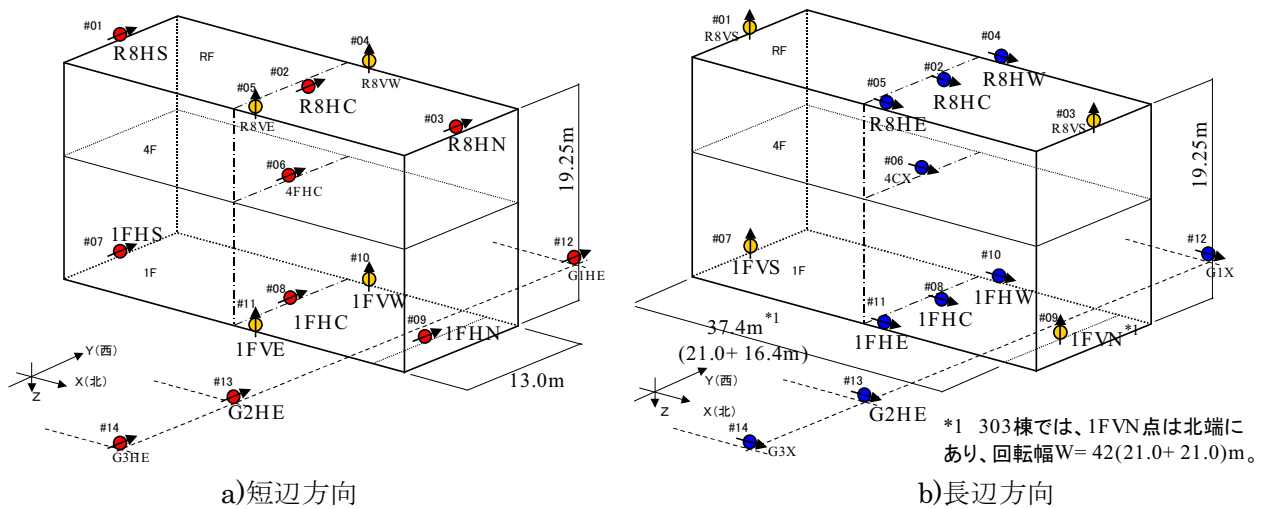 #01
R8HS
RF
#04
R8VW
#02
R8HC
#05
R8VE
#03
R8HN
4F
#06
4FHC
19.25m
1FHS
#07
1F
#12
G1HE
#10
1FVW
#08
1FHC
#11
1FVE
#09
1FHN
13.0m
Y(西)
X(北)
Z
#13
G2HE
#14
G3HE
a)短辺方向
#01
R8VS
RF
#04
R8HW
#02
R8HC
#05
R8HE
#03
R8VS
4F
#06
4CX
19.25m
#07
1FVS
1F
#12
G1X
#10
1FHW
#08
1FHC
#11
1FHE
#09
1FVN*1
37.4m*1
(21.0+16.4m)
Y(西)
X(北)
Z
#13
G2HE
#14
G3X
*1 303棟では、1FVN点は北端に
あり、回転幅W=42(21.0+21.0)m。
b)長辺方向